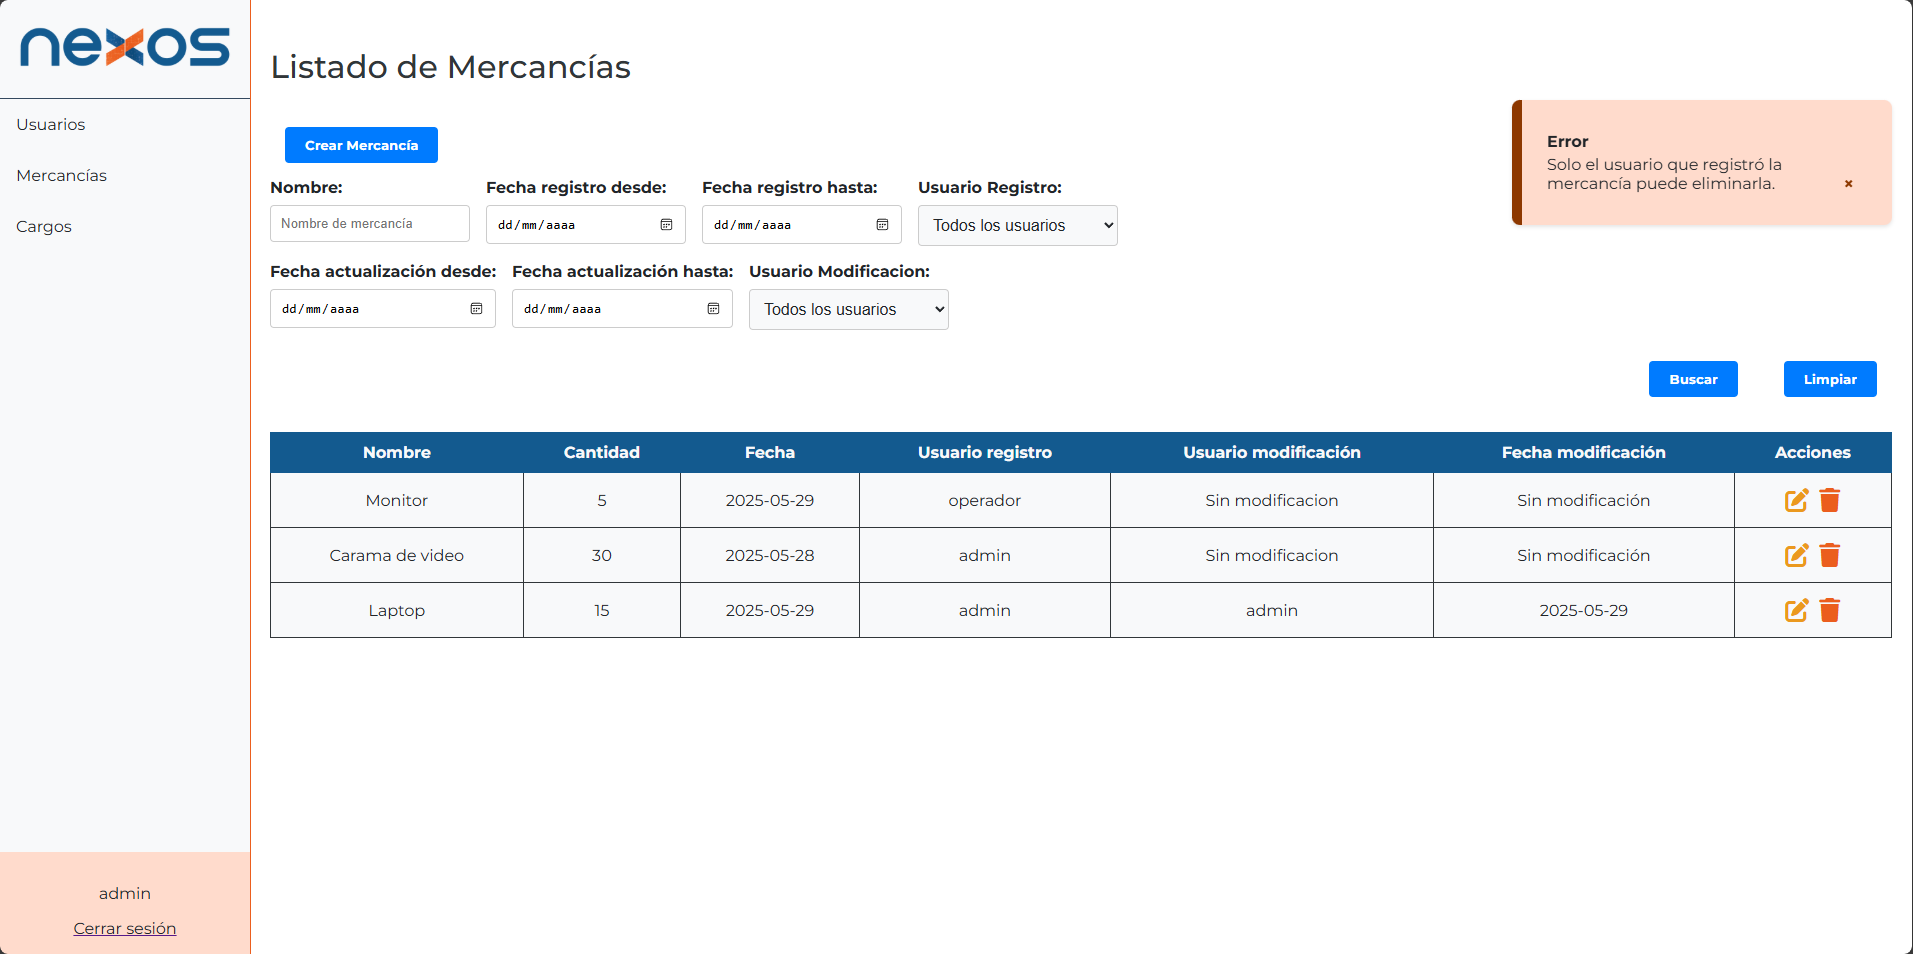 nexos
Usuarios
Mercancías
Cargos
admin
Cerrar sesión
Listado de Mercancías
Crear Mercancía
Error
Solo el usuario que registró la
mercancía puede eliminarla.
×
Nombre: Fecha registro desde: Fecha registro hasta: Usuario Registro:
Nombre de mercancía dd/mm/aaaa dd/mm/aaaa Todos los usuarios
Fecha actualización desde: Fecha actualización hasta: Usuario Modificacion:
dd/mm/aaaa dd/mm/aaaa Todos los usuarios
Buscar Limpiar
Nombre Cantidad Fecha Usuario registro Usuario modificación Fecha modificación Acciones
Monitor 5 2025-05-29 operador Sin modificacion Sin modificación
Carama de video 30 2025-05-28 admin Sin modificacion Sin modificación
Laptop 15 2025-05-29 admin admin 2025-05-29